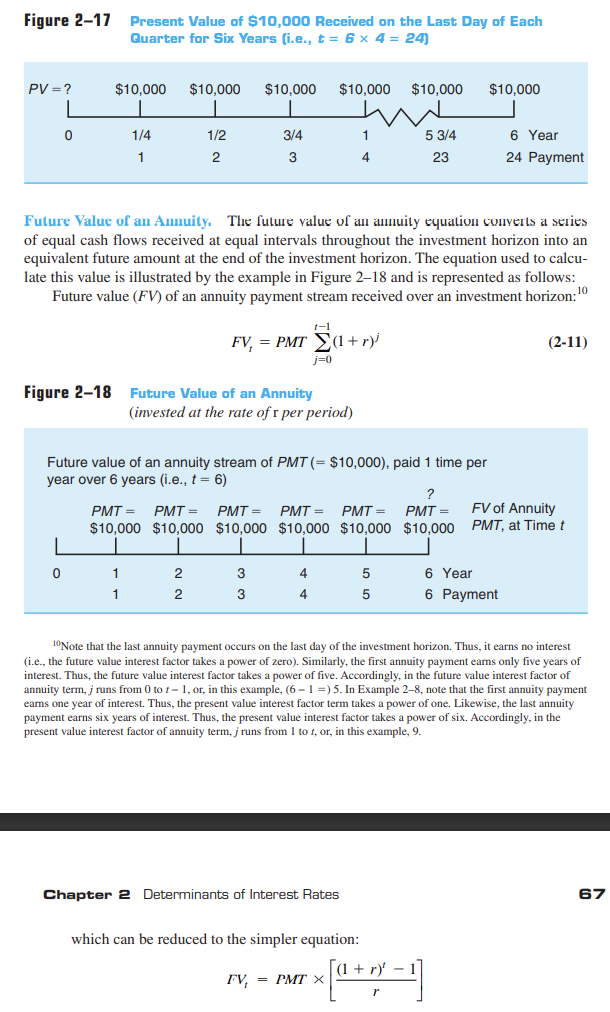 Figure 2–17 Present Value of $10,000 Received on the Last Day of Each
Quarter for Six Years (i.e., t = 6 × 4 = 24)
PV = ? $10,000 $10,000 $10,000 $10,000 $10,000 $10,000
0 1/4 1/2 3/4 1 5 3/4 6 Year
1 2 3 4 23 24 Payment
Future Value of an Annuity. The future value of an annuity equation converts a series
of equal cash flows received at equal intervals throughout the investment horizon into an
equivalent future amount at the end of the investment horizon. The equation used to calcu-
late this value is illustrated by the example in Figure 2–18 and is represented as follows:
Future value (FV) of an annuity payment stream received over an investment horizon:¹⁰
FVₜ = PMT t−1 ∑ j=0 (1 + r)ʲ (2-11)
Figure 2–18 Future Value of an Annuity
(invested at the rate of r per period)
Future value of an annuity stream of PMT (= $10,000), paid 1 time per
year over 6 years (i.e., t = 6)
?
PMT = PMT = PMT = PMT = PMT = PMT = FV of Annuity
$10,000 $10,000 $10,000 $10,000 $10,000 $10,000 PMT, at Time t
0 1 2 3 4 5 6 Year
1 2 3 4 5 6 Payment
¹⁰Note that the last annuity payment occurs on the last day of the investment horizon. Thus, it earns no interest
(i.e., the future value interest factor takes a power of zero). Similarly, the first annuity payment earns only five years of
interest. Thus, the future value interest factor takes a power of five. Accordingly, in the future value interest factor of
annuity term, j runs from 0 to t − 1, or, in this example, (6 − 1 =) 5. In Example 2–8, note that the first annuity payment
earns one year of interest. Thus, the present value interest factor term takes a power of one. Likewise, the last annuity
payment earns six years of interest. Thus, the present value interest factor takes a power of six. Accordingly, in the
present value interest factor of annuity term, j runs from 1 to t, or, in this example, 9.
Chapter 2 Determinants of Interest Rates 67
which can be reduced to the simpler equation:
FVₜ = PMT × [((1 + r)ᵗ − 1) / r]